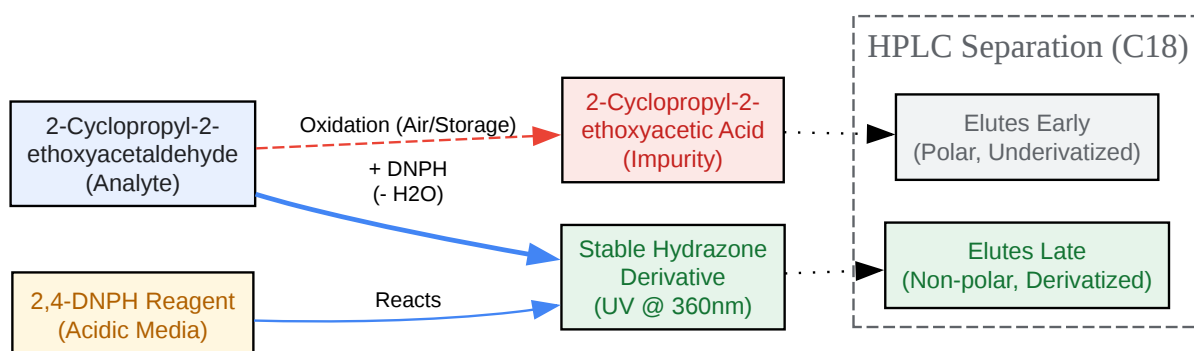 HPLC Separation (C18)
2-Cyclopropyl-2-
ethoxyacetaldehyde
(Analyte)
Oxidation (Air/Storage)
+ DNPH
(- H2O)
2-Cyclopropyl-2-
ethoxyacetic Acid
(Impurity)
Elutes Early
(Polar, Underivatized)
2,4-DNPH Reagent
(Acidic Media)
Reacts
Stable Hydrazone
Derivative
(UV @ 360nm)
Elutes Late
(Non-polar, Derivatized)